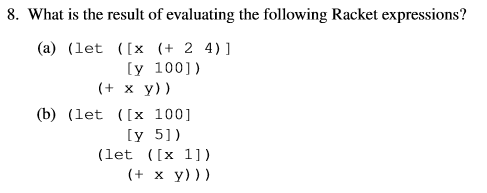 8. What is the result of evaluating the following Racket expressions?
(a) (let ([x (+ 2 4)]
[y 100])
(+ x y))
(b) (let ([x 100]
[y 5])
(let ([x 1])
(+ x y)))